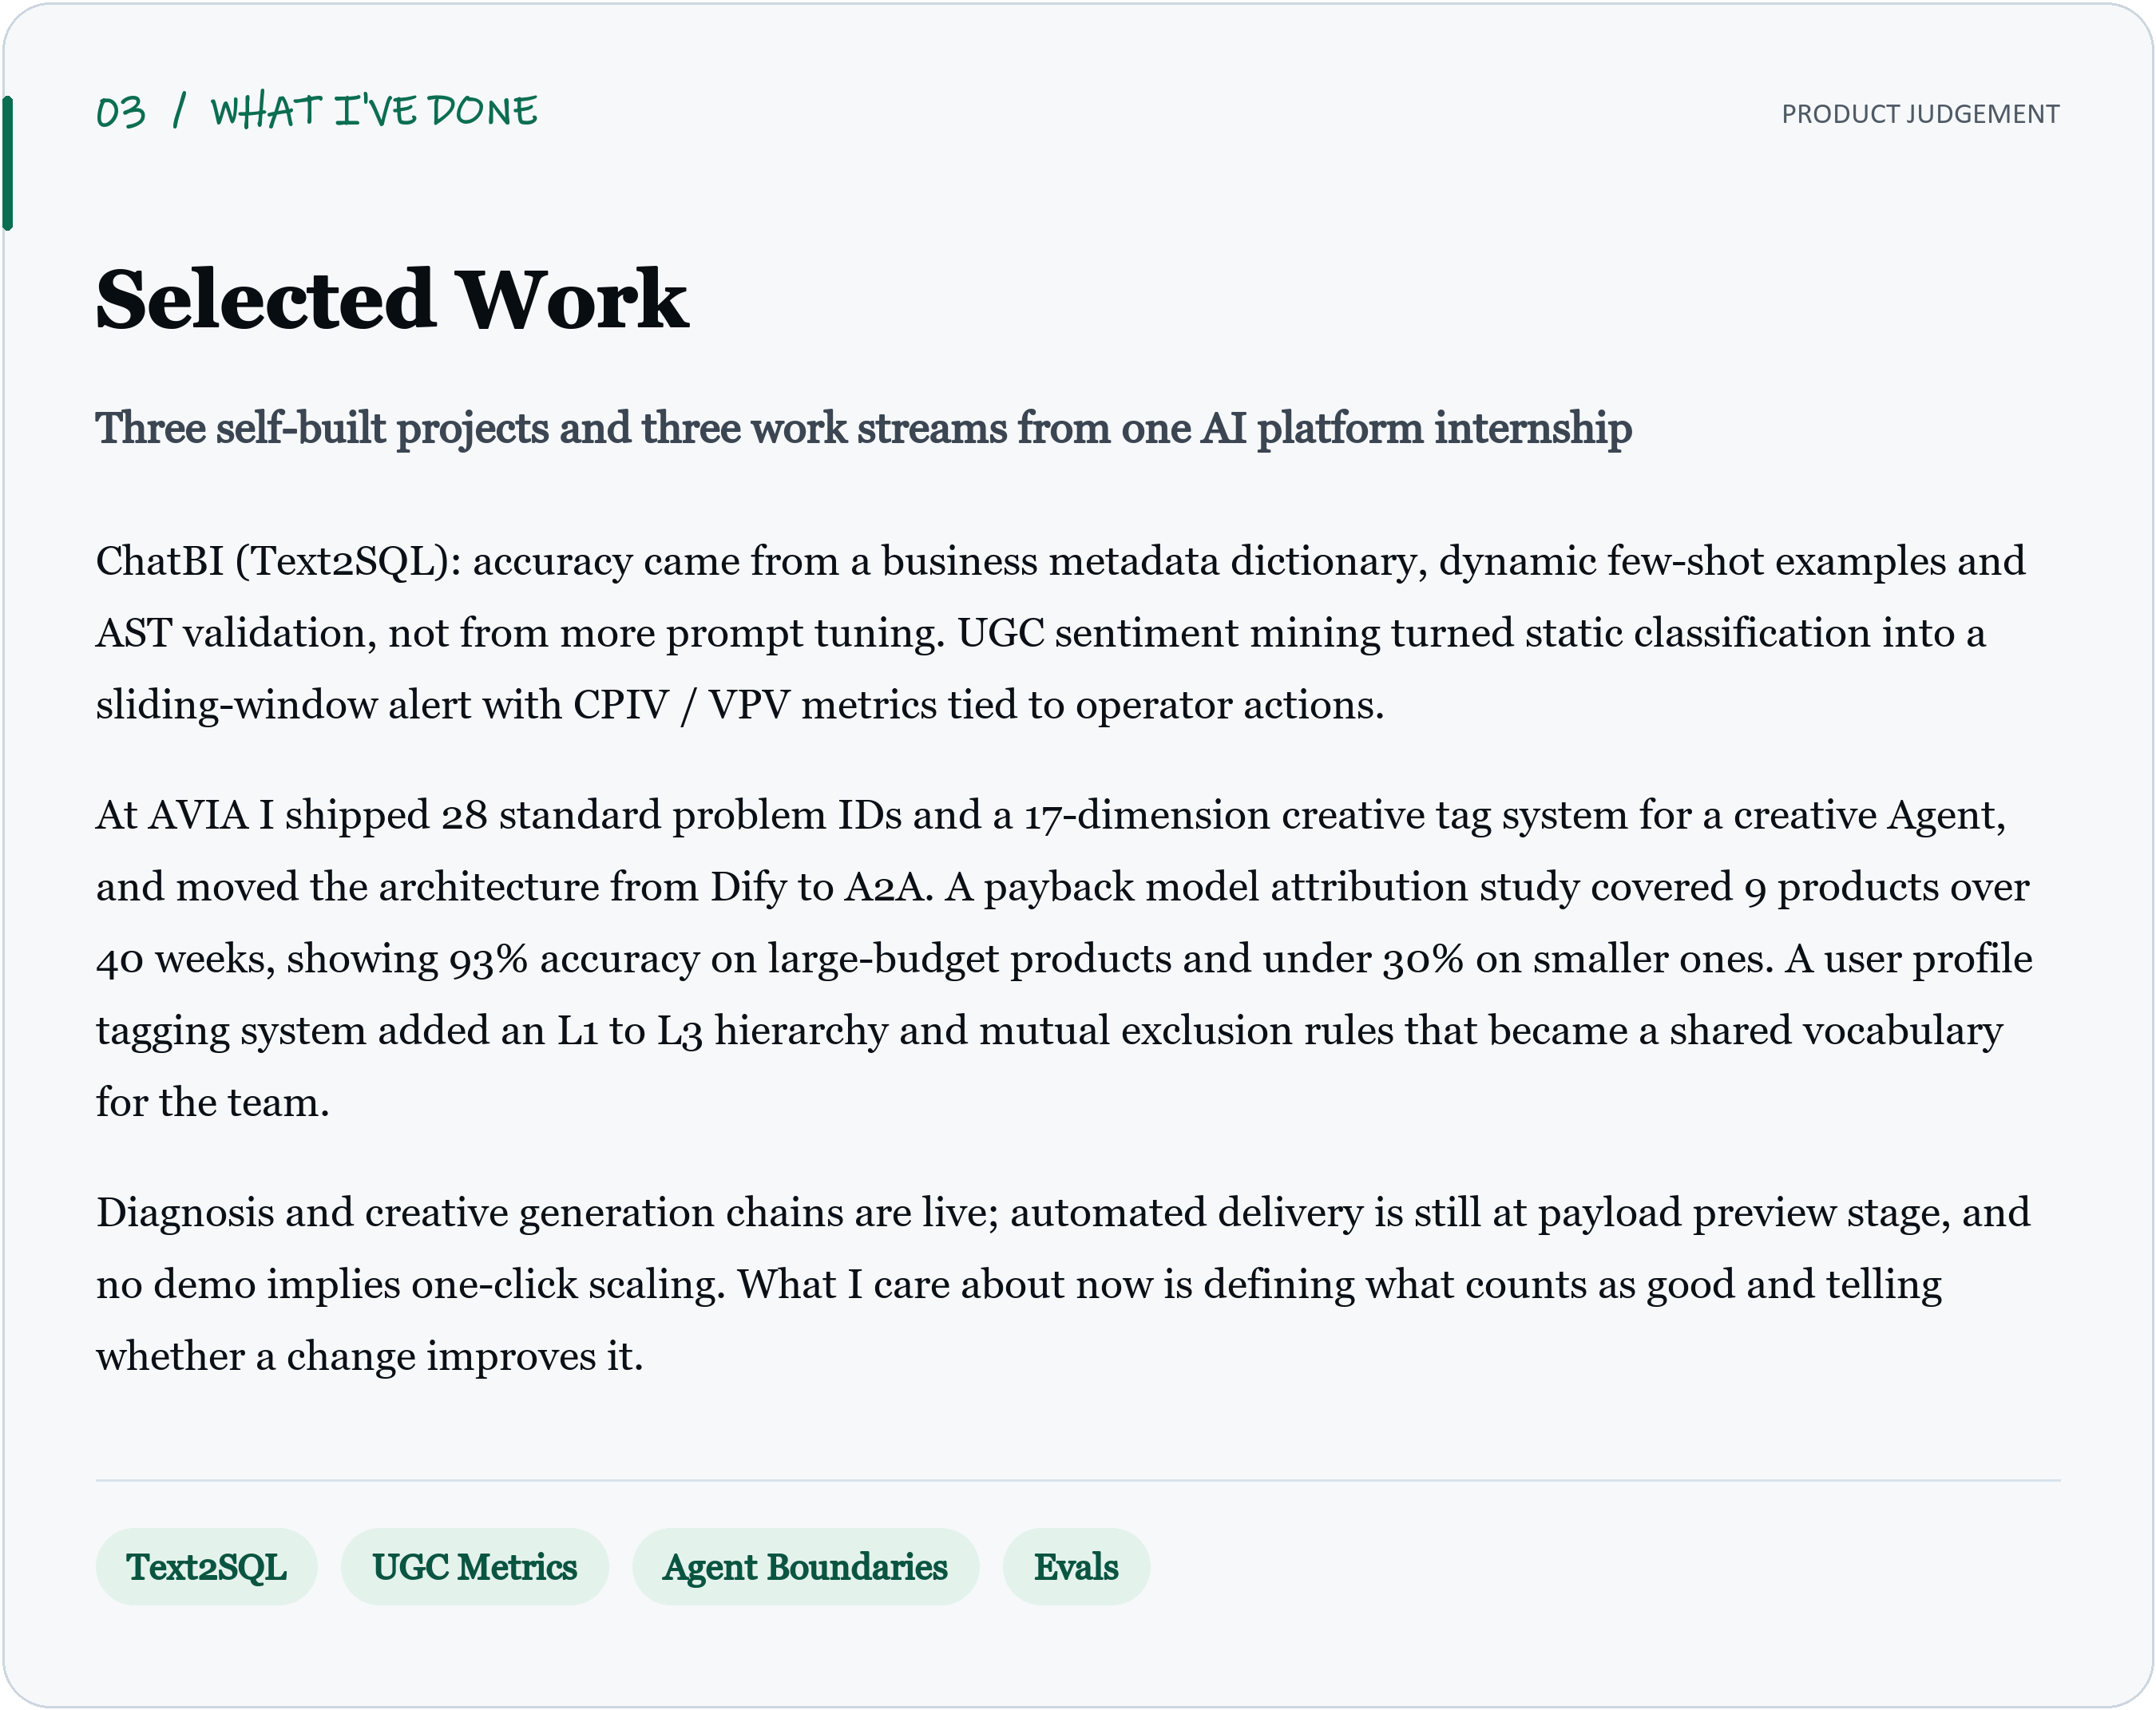 03 / WHAT I'VE DONE
PRODUCT JUDGEMENT
Selected Work
Three self-built projects and three work streams from one AI platform internship
ChatBI (Text2SQL): accuracy came from a business metadata dictionary, dynamic few-shot examples and
AST validation, not from more prompt tuning. UGC sentiment mining turned static classification into a
sliding-window alert with CPIV / VPV metrics tied to operator actions.
At AVIA I shipped 28 standard problem IDs and a 17-dimension creative tag system for a creative Agent,
and moved the architecture from Dify to A2A. A payback model attribution study covered 9 products over
40 weeks, showing 93% accuracy on large-budget products and under 30% on smaller ones. A user profile
tagging system added an L1 to L3 hierarchy and mutual exclusion rules that became a shared vocabulary
for the team.
Diagnosis and creative generation chains are live; automated delivery is still at payload preview stage, and
no demo implies one-click scaling. What I care about now is defining what counts as good and telling
whether a change improves it.
Text2SQL
UGC Metrics
Agent Boundaries
Evals